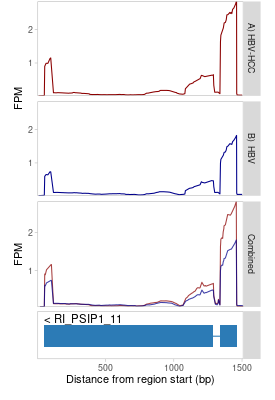 2
1
A) HBV-HCC
FPM
2
1
B) HBV
2
1
FPM
Combined
< RI_PSIP1_11
500
1000
1500
Distance from region start (bp)